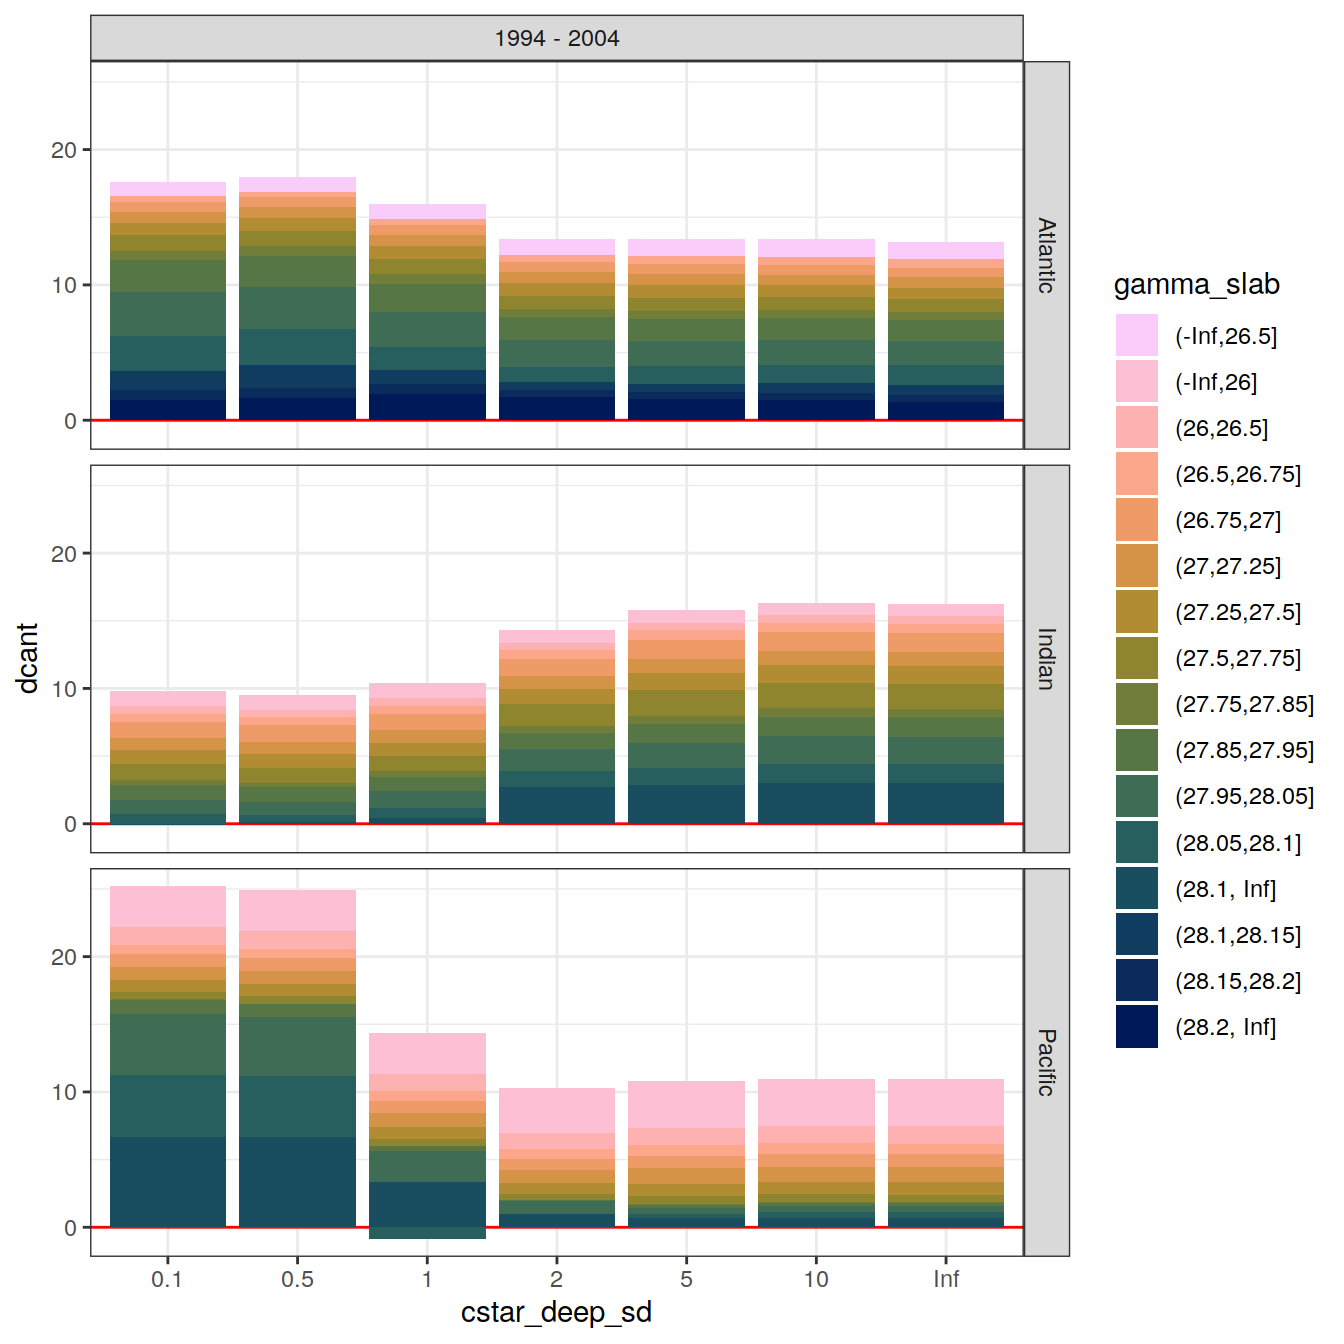 1994 - 2004
20
10
0
Atlantic
20
10
0
Indian
20
10
0
Pacific
dcant
0.1 0.5 1 2 5 10 Inf
cstar_deep_sd
gamma_slab
(-Inf,26.5]
(-Inf,26]
(26,26.5]
(26.5,26.75]
(26.75,27]
(27,27.25]
(27.25,27.5]
(27.5,27.75]
(27.75,27.85]
(27.85,27.95]
(27.95,28.05]
(28.05,28.1]
(28.1, Inf]
(28.1,28.15]
(28.15,28.2]
(28.2, Inf]